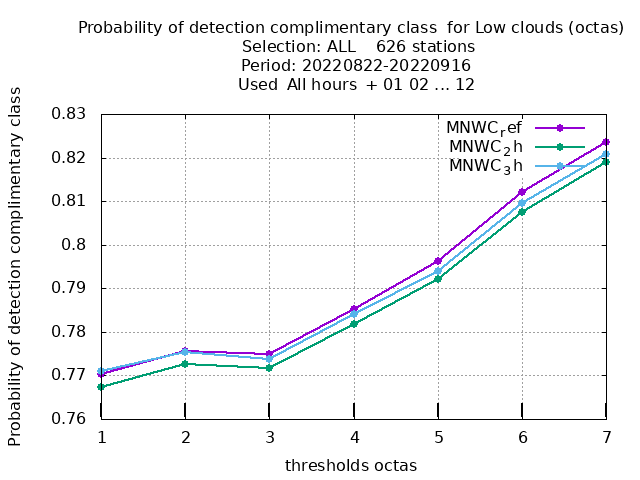 Probability of detection complimentary class  for Low clouds (octas)
Selection: ALL    626 stations
Period: 20220822-20220916
Used  All hours  + 01 02 ... 12
Probability of detection complimentary class
0.83
0.82
0.81
0.8
0.79
0.78
0.77
0.76
MNWC_ref
MNWC_2h
MNWC_3h
1 2 3 4 5 6 7
thresholds octas